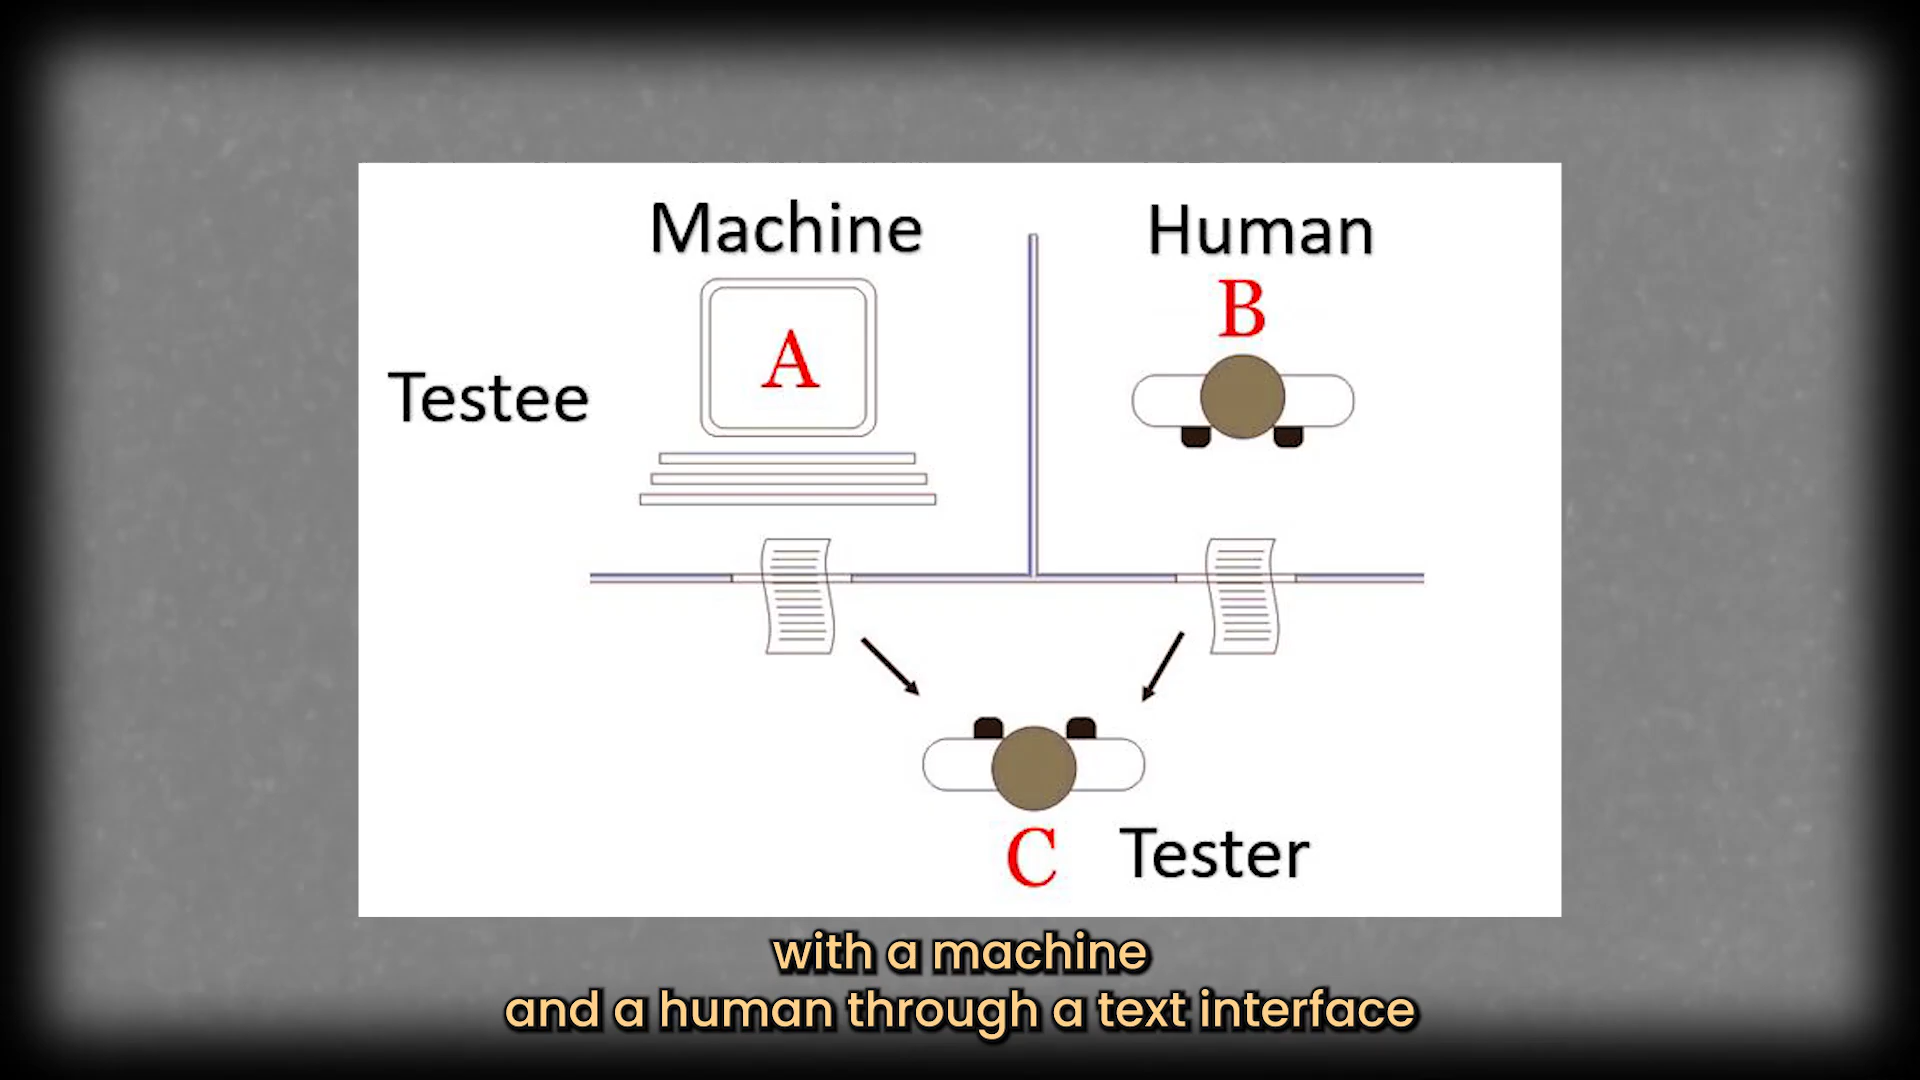 Machine
Human
B
A
Testee
C
Tester
with a machine
and a human through a text interface